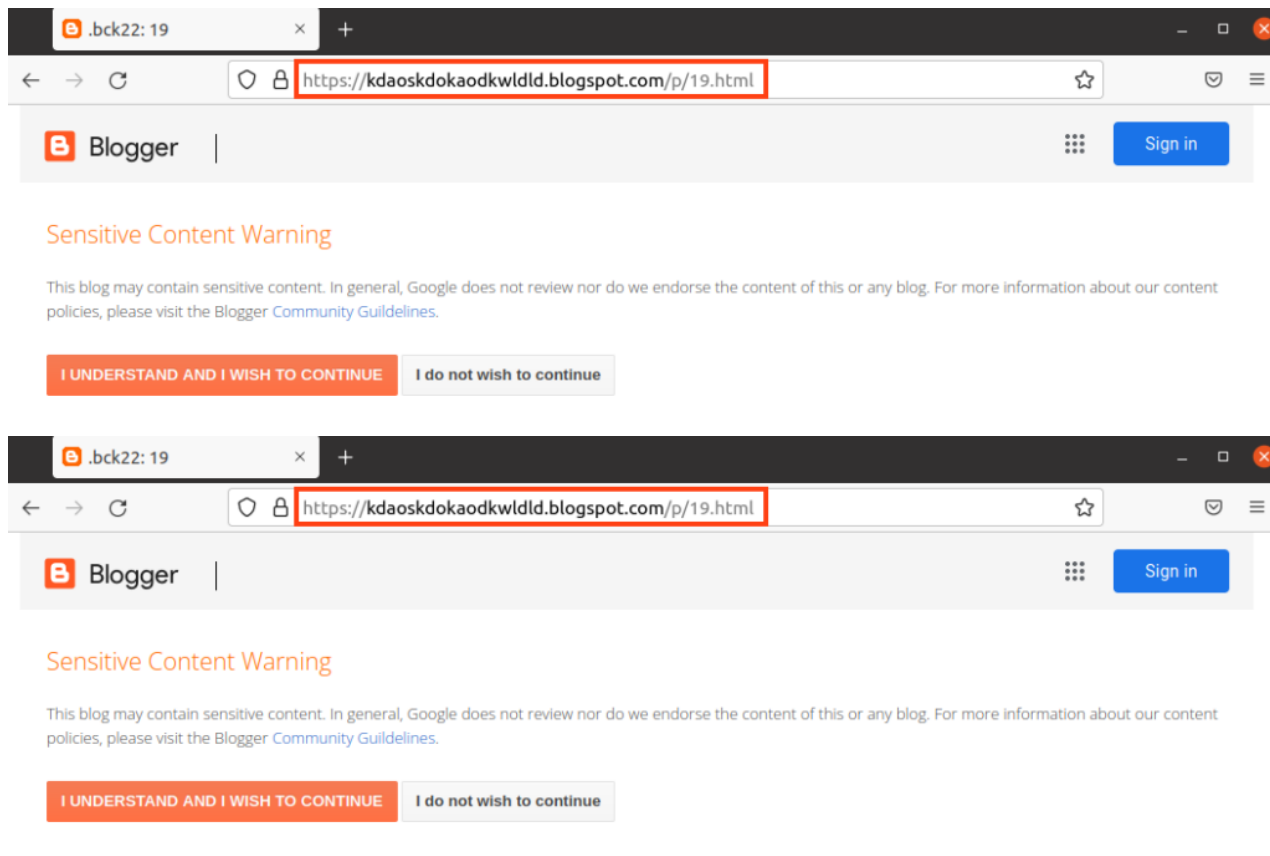 .bck22: 19
https://kdaoskdokaodkwldld.blogspot.com/p/19.html
Blogger
Sign in
Sensitive Content Warning
This blog may contain sensitive content. In general, Google does not review nor do we endorse the content of this or any blog. For more information about our content
policies, please visit the Blogger Community Guildelines.
I UNDERSTAND AND I WISH TO CONTINUE I do not wish to continue
.bck22: 19
https://kdaoskdokaodkwldld.blogspot.com/p/19.html
Blogger
Sign in
Sensitive Content Warning
This blog may contain sensitive content. In general, Google does not review nor do we endorse the content of this or any blog. For more information about our content
policies, please visit the Blogger Community Guildelines.
I UNDERSTAND AND I WISH TO CONTINUE I do not wish to continue